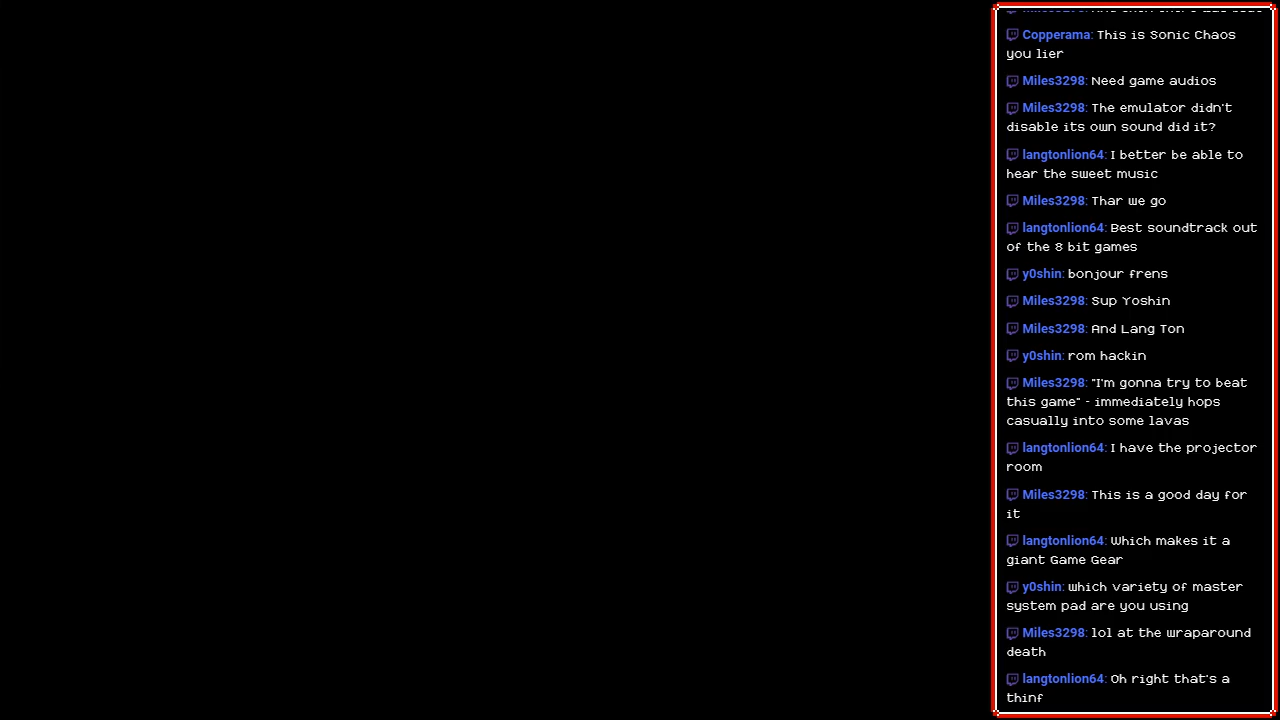 Copperama: This is Sonic Chaos
you lier
Miles3298: Need game audios
Miles3298: The emulator didn't
disable its own sound did it?
langtonlion64: I better be able to
hear the sweet music
Miles3298: Thar we go
langtonlion64: Best soundtrack out
of the 8 bit games
y0shin: bonjour frens
Miles3298: Sup Yoshin
Miles3298: And Lang Ton
y0shin: rom hackin
Miles3298: "I'm gonna try to beat
this game" - immediately hops
casually into some lavas
langtonlion64: I have the projector
room
Miles3298: This is a good day for
it
langtonlion64: Which makes it a
giant Game Gear
y0shin: which variety of master
system pad are you using
Miles3298: lol at the wraparound
death
langtonlion64: Oh right that's a
thinf